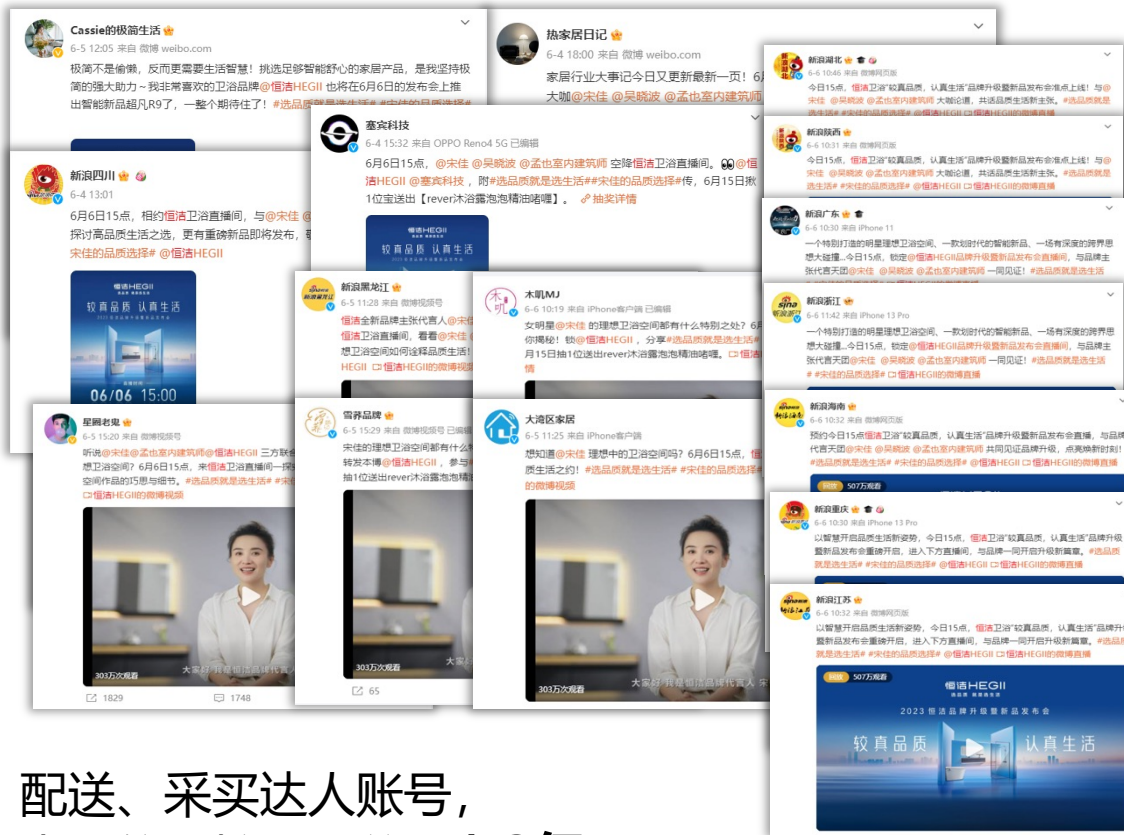 Cassie的极简生活
6-5 12:05 来自 微博 weibo.com
极简不是偷懒，反而更需要生活智慧！挑选足够智能舒心的家居产品，是我坚持极
简的强大助力～我非常喜欢的卫浴品牌@恒洁HEGII 也将在6月6日的发布会上推
出智能新品超凡R9了，一整个期待住了！#选品质就是选生活# #宋佳的品质选择#
热家居日记
6-4 18:00 来自 微博 weibo.com
家居行业大事记今日又更新最新一页！6
大咖@宋佳 @吴晓波 @孟也室内建筑师
塞宾科技
6-4 15:32 来自 OPPO Reno4 5G 已编辑
6月6日15点，@宋佳 @吴晓波 @孟也室内建筑师 空降恒洁卫浴直播间。@恒
洁HEGII @塞宾科技 ，附#选品质就是选生活##宋佳的品质选择#传，6月15日揪
1位宝送出【rever沐浴露泡泡精油啫喱】。 抽奖详情
恒洁HEGII
较真品质 认真生活
新浪四川
6-4 13:01
6月6日15点，相约恒洁卫浴直播间，与@宋佳
探讨高品质生活之选，更有重磅新品即将发布，
宋佳的品质选择# @恒洁HEGII
恒洁HEGII
较真品质 认真生活
06/06 15:00
新浪黑龙江
6-5 11:28 来自 微博视频号
恒洁全新品牌主张代言人@宋佳
恒洁卫浴直播间，看看@宋佳
想卫浴空间如何诠释品质生活！
HEGII 恒洁HEGII的微博视频
木叽MJ
6-6 10:19 来自 iPhone客户端 已编辑
女明星@宋佳 的理想卫浴空间都有什么特别之处？6月
你揭秘！锁@恒洁HEGII ，分享#选品质就是选生活#
月15日抽1位送出rever沐浴露泡泡精油啫喱。恒洁
情
星闻老鬼
6-5 15:20 来自 微博视频号
听说@宋佳@孟也室内建筑师@恒洁HEGII 三方联合
想卫浴空间？6月6日15点，来恒洁卫浴直播间一探
空间作品的巧思与细节。#选品质就是选生活# #宋佳
恒洁HEGII的微博视频
303万次观看
大家好 我是恒洁品牌代言人
1829 1748
雪莽品牌
6-5 15:29 来自 微博视频号 已编辑
宋佳的理想卫浴空间都有什么特
转发本博@恒洁HEGII ，参与#
抽1位送出rever沐浴露泡泡精油
303万次观看
大家
65
大湾区家居
6-5 11:25 来自 iPhone客户端
想知道@宋佳 理想中的卫浴空间吗？6月6日15点，恒
质生活之约！#选品质就是选生活# #宋佳的品质选择#
的微博视频
303万次观看
大家好 我是恒洁品牌代言人 宋
新浪湖北
6-6 10:46 来自 微博网页版
今日15点，恒洁卫浴"较真品质，认真生活"品牌升级暨新品发布会准点上线！与@
宋佳 @吴晓波 @孟也室内建筑师 大咖论道，共话品质生活新主张。#选品质就是
选生活# #宋佳的品质选择# @恒洁HEGII 恒洁HEGII的微博直播
新浪陕西
6-6 10:31 来自 微博网页版
今日15点，恒洁卫浴"较真品质，认真生活"品牌升级暨新品发布会准点上线！与@
宋佳 @吴晓波 @孟也室内建筑师 大咖论道，共话品质生活新主张。#选品质就是
选生活# #宋佳的品质选择# @恒洁HEGII 恒洁HEGII的微博直播
新浪广东
6-6 10:30 来自 iPhone 11
一个特别打造的明星理想卫浴空间、一款划时代的智能新品、一场有深度的跨界思
想大碰撞...今日15点，锁定@恒洁HEGII品牌升级暨新品发布会直播间，与品牌主
张代言天团@宋佳 @吴晓波 @孟也室内建筑师 一同见证！#选品质就是选生活
新浪浙江
6-6 11:42 来自 iPhone 13 Pro
一个特别打造的明星理想卫浴空间、一款划时代的智能新品、一场有深度的跨界思
想大碰撞...今日15点，锁定@恒洁HEGII品牌升级暨新品发布会直播间，与品牌主
张代言天团@宋佳 @吴晓波 @孟也室内建筑师 一同见证！#选品质就是选生活
# #宋佳的品质选择# 恒洁HEGII的微博直播
新浪海南
6-6 10:32 来自 微博网页版
预约今日15点恒洁卫浴"较真品质，认真生活"品牌升级暨新品发布会直播，与品牌
代言天团@宋佳 @吴晓波 @孟也室内建筑师 共同见证品牌升级，点亮焕新时刻！
#选品质就是选生活# #宋佳的品质选择# @恒洁HEGII 恒洁HEGII的微博直播
回放 507万观看
新浪重庆
6-6 10:30 来自 iPhone 13 Pro
以智慧开启品质生活新姿势，今日15点，恒洁卫浴"较真品质，认真生活"品牌升级
暨新品发布会重磅开启，进入下方直播间，与品牌一同开启升级新篇章。#选品质
就是选生活# #宋佳的品质选择# @恒洁HEGII 恒洁HEGII的微博直播
新浪江苏
6-6 10:32 来自 微博网页版
以智慧开启品质生活新姿势，今日15点，恒洁卫浴"较真品质，认真生活"品牌升
暨新品发布会重磅开启，进入下方直播间，与品牌一同开启升级新篇章。#选品
就是选生活# #宋佳的品质选择# @恒洁HEGII 恒洁HEGII的微博直播
回放 507万观看
恒洁HEGII
2023 恒洁品牌升级暨新品发布会
较真品质 认真生活
配送、采买达人账号，